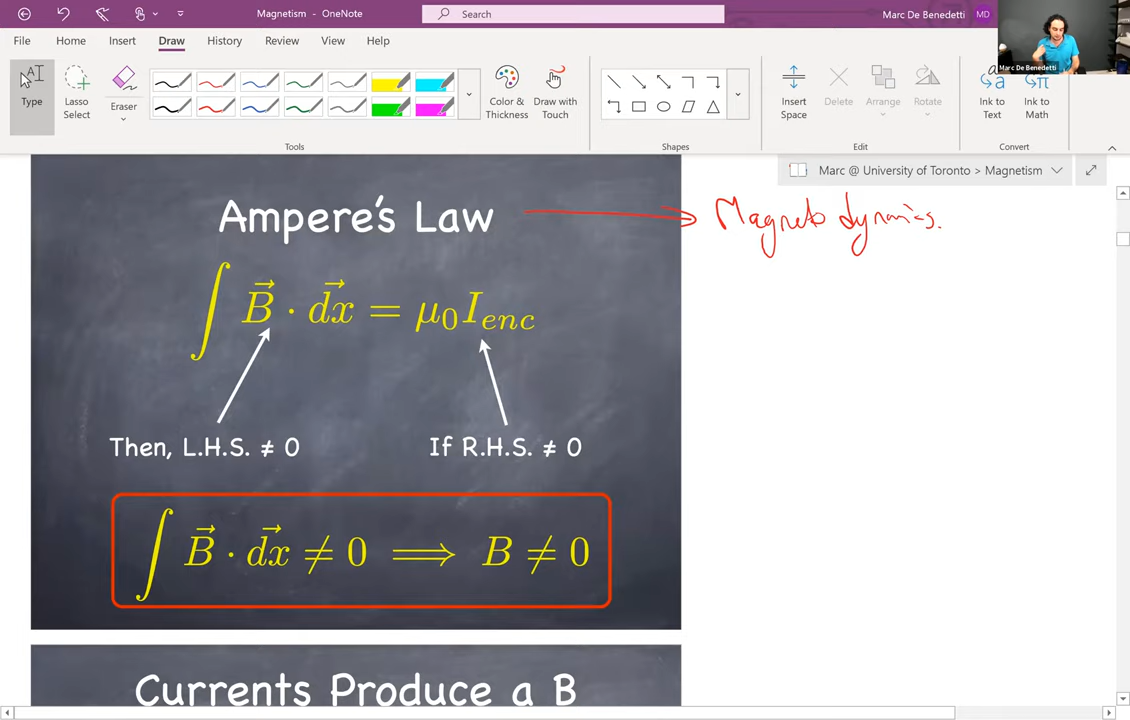 Magnetism - OneNote
Search
Marc De Benedetti
MD
File Home Insert Draw History Review View Help
Marc De Benedetti
Type
Lasso Select
Eraser
Color & Thickness
Draw with Touch
Insert Space
Delete
Arrange
Rotate
Ink to Text
Ink to Math
Tools
Shapes
Edit
Convert
Marc @ University of Toronto > Magnetism
Ampere's Law
Magneto dynamics.
∫ B⃗ · d⃗x = μ₀I_enc
Then, L.H.S. ≠ 0
If R.H.S. ≠ 0
∫ B⃗ · d⃗x ≠ 0 ⟹ B ≠ 0
Currents Produce a B